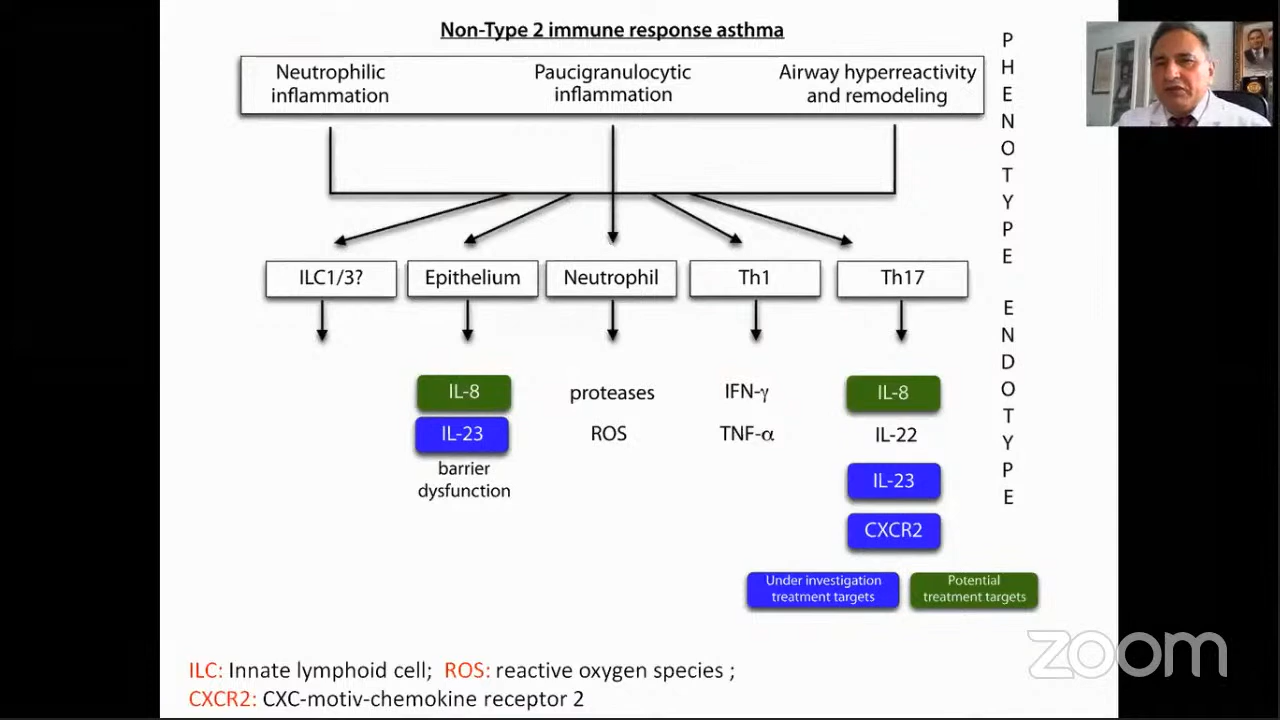 Non-Type 2 immune response asthma
Neutrophilic
inflammation
Paucigranulocytic
inflammation
Airway hyperreactivity
and remodeling
PHENOTYPE
ENDOTYPE
ILC1/3?
Epithelium
Neutrophil
Th1
Th17
IL-8
IL-23
barrier
dysfunction
proteases
ROS
IFN-γ
TNF-α
IL-8
IL-22
IL-23
CXCR2
Under investigation
treatment targets
Potential
treatment targets
ILC: Innate lymphoid cell; ROS: reactive oxygen species ;
CXCR2: CXC-motiv-chemokine receptor 2
zoom